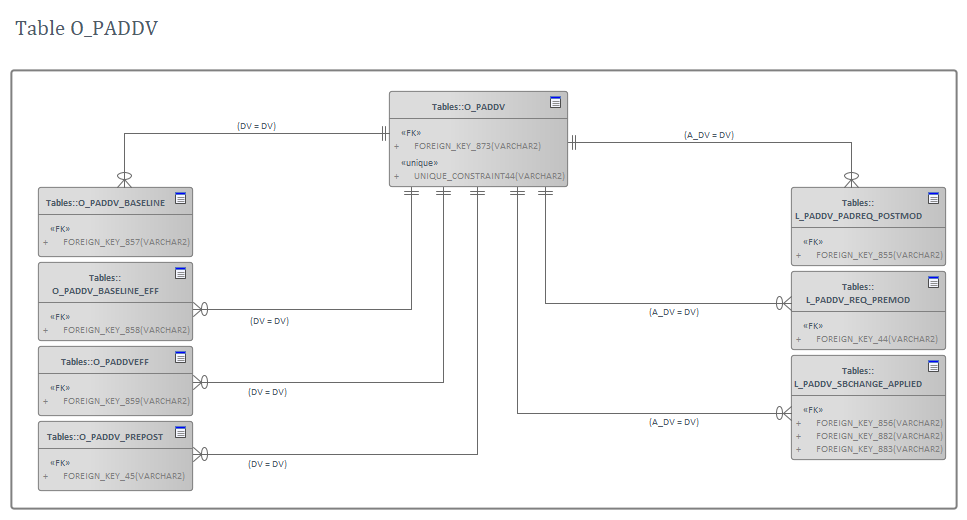 Table O_PADDV
Tables::O_PADDV
«FK»
+ FOREIGN_KEY_873(VARCHAR2)
«unique»
+ UNIQUE_CONSTRAINT44(VARCHAR2)
(DV = DV)
(A_DV = DV)
Tables::O_PADDV_BASELINE
«FK»
+ FOREIGN_KEY_857(VARCHAR2)
Tables::
O_PADDV_BASELINE_EFF
«FK»
+ FOREIGN_KEY_858(VARCHAR2)
(DV = DV)
Tables::O_PADDVEFF
«FK»
+ FOREIGN_KEY_859(VARCHAR2)
(DV = DV)
Tables::O_PADDV_PREPOST
«FK»
+ FOREIGN_KEY_45(VARCHAR2)
(DV = DV)
Tables::
L_PADDV_PADREQ_POSTMOD
«FK»
+ FOREIGN_KEY_855(VARCHAR2)
Tables::
L_PADDV_REQ_PREMOD
«FK»
+ FOREIGN_KEY_44(VARCHAR2)
(A_DV = DV)
Tables::
L_PADDV_SBCHANGE_APPLIED
«FK»
+ FOREIGN_KEY_856(VARCHAR2)
+ FOREIGN_KEY_882(VARCHAR2)
+ FOREIGN_KEY_883(VARCHAR2)
(A_DV = DV)